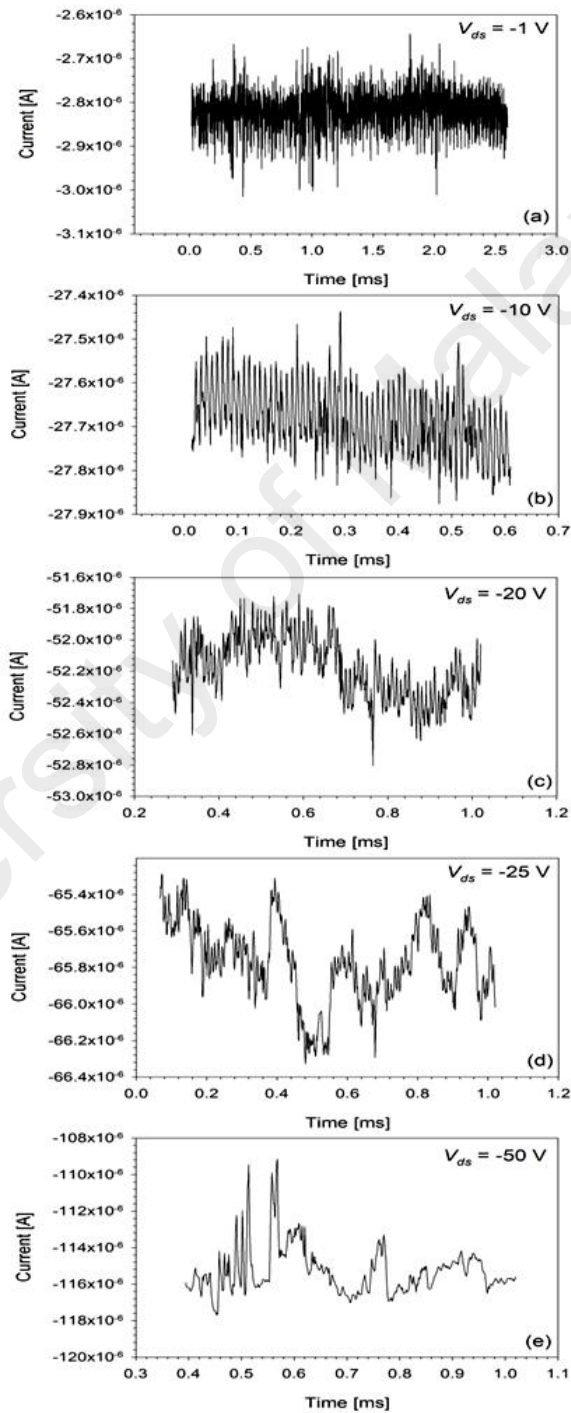 -2.6x10⁻⁶
V_ds = -1 V
-2.7x10⁻⁶
-2.8x10⁻⁶
-2.9x10⁻⁶
-3.0x10⁻⁶
-3.1x10⁻⁶
Current [A]
(a)
0.0 0.5 1.0 1.5 2.0 2.5 3.0
Time [ms]
-27.4x10⁻⁶
V_ds = -10 V
-27.5x10⁻⁶
-27.6x10⁻⁶
-27.7x10⁻⁶
-27.8x10⁻⁶
-27.9x10⁻⁶
Current [A]
(b)
0.0 0.1 0.2 0.3 0.4 0.5 0.6 0.7
Time [ms]
-51.6x10⁻⁶
V_ds = -20 V
-51.8x10⁻⁶
-52.0x10⁻⁶
-52.2x10⁻⁶
-52.4x10⁻⁶
-52.6x10⁻⁶
-52.8x10⁻⁶
-53.0x10⁻⁶
Current [A]
(c)
0.2 0.4 0.6 0.8 1.0 1.2
Time [ms]
V_ds = -25 V
-65.4x10⁻⁶
-65.6x10⁻⁶
-65.8x10⁻⁶
-66.0x10⁻⁶
-66.2x10⁻⁶
-66.4x10⁻⁶
Current [A]
(d)
0.0 0.2 0.4 0.6 0.8 1.0 1.2
Time [ms]
-108x10⁻⁶
V_ds = -50 V
-110x10⁻⁶
-112x10⁻⁶
-114x10⁻⁶
-116x10⁻⁶
-118x10⁻⁶
-120x10⁻⁶
Current [A]
(e)
0.3 0.4 0.5 0.6 0.7 0.8 0.9 1.0 1.1
Time [ms]
ersity of Mala